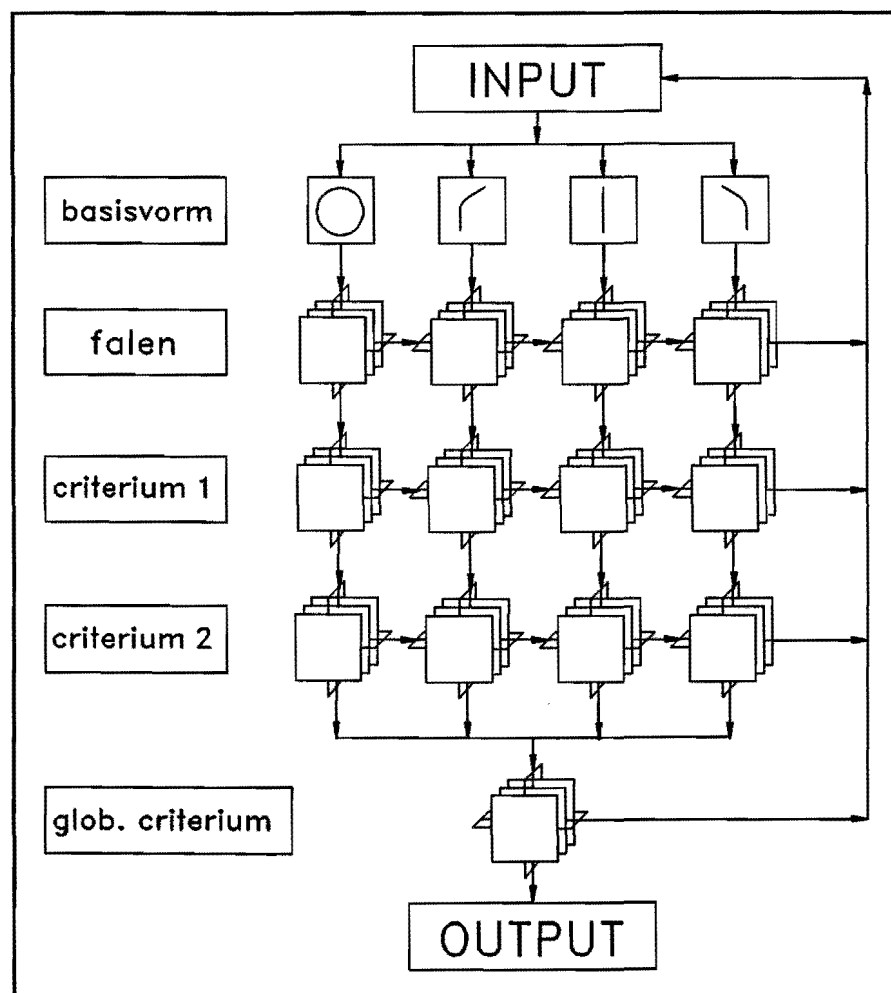 INPUT
basisvorm
falen
criterium 1
criterium 2
glob. criterium
OUTPUT